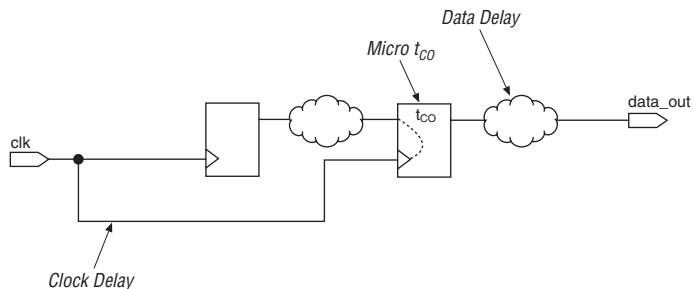 Data Delay
Micro tCO
tCO
data_out
clk
Clock Delay